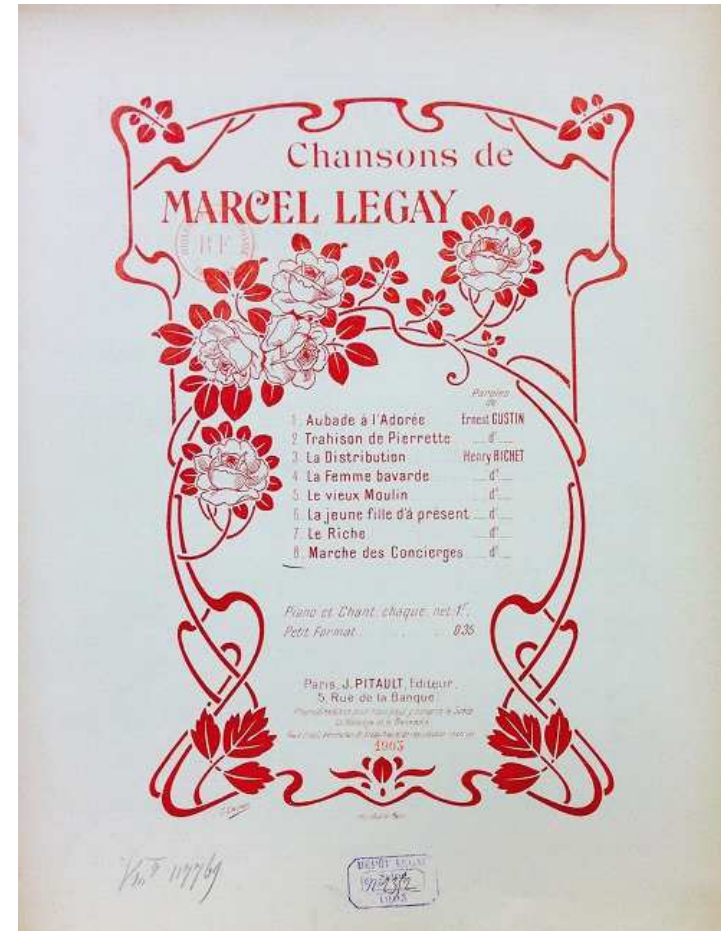 Chansons de
MARCEL LEGAY
Paroles
de
1. Aubade à l'Adorée Ernest GUSTIN
2. Trahison de Pierrette d°
3. La Distribution Henry BICHET
4. La Femme bavarde d°
5. Le vieux Moulin d°
6. La jeune fille d'à présent d°
7. Le Riche d°
8. Marche des Concierges d°
Piano et Chant, chaque, net: 1F.
Petit Format . . . . 0.35
Paris, J. PITAULT, Editeur.
5, Rue de la Banque.
1903
DÉPÔT LEGAL
1903